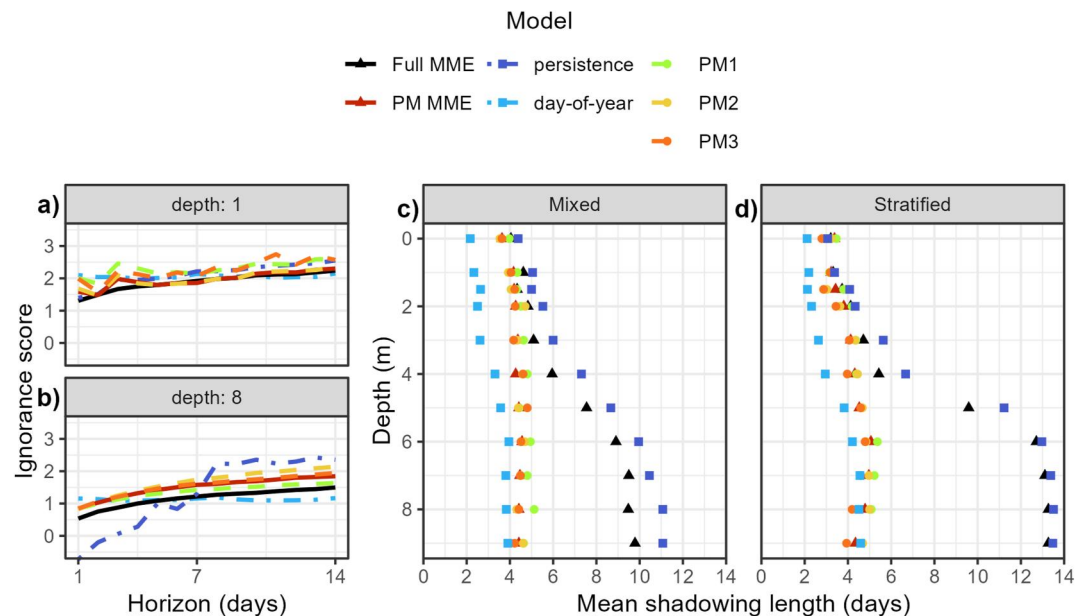 Model
Full MME persistence PM1
PM MME day-of-year PM2
PM3
a) depth: 1
3
2
1
0
b) depth: 8
3
2
1
0
Ignorance score
1 7 14
Horizon (days)
c) Mixed d) Stratified
0
2
4
6
8
Depth (m)
0 2 4 6 8 10 12 14 0 2 4 6 8 10 12 14
Mean shadowing length (days)